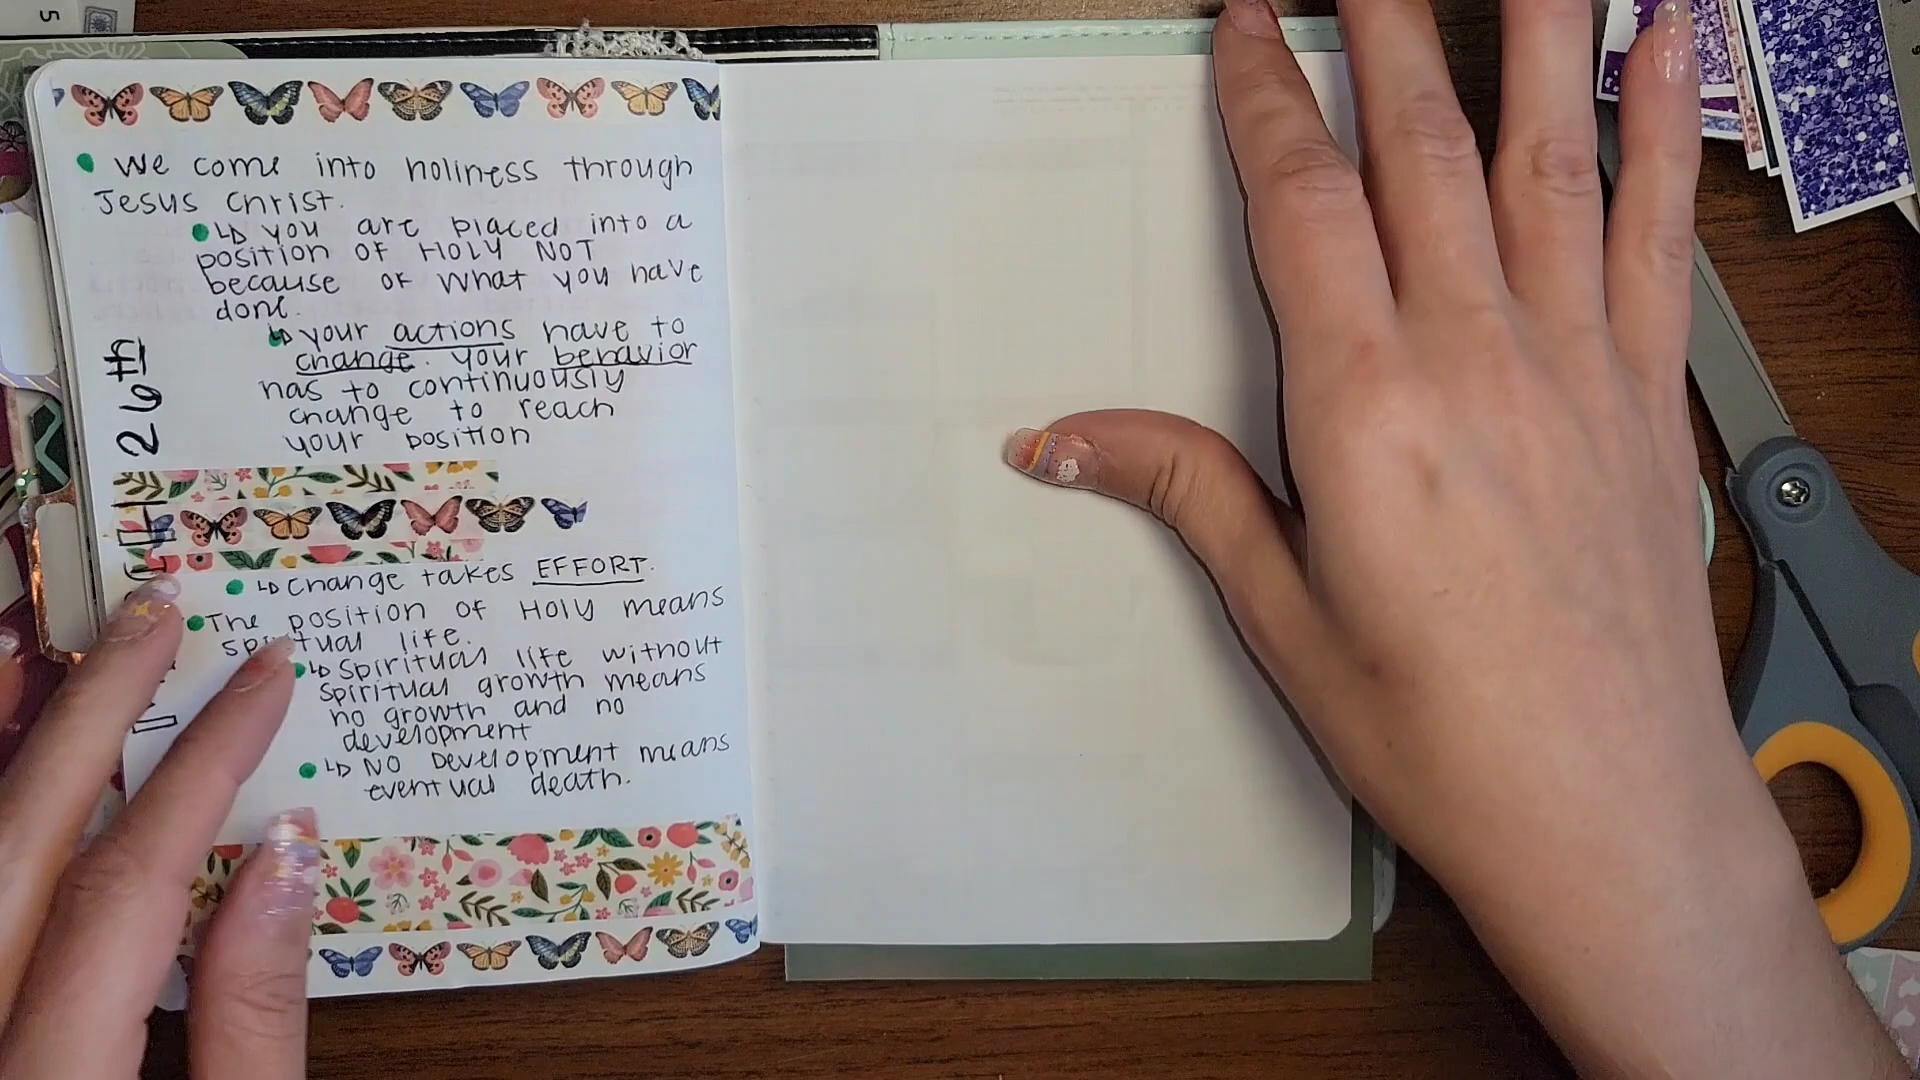 We come into holiness through
Jesus Christ.
you are placed into a
position of HOLY NOT
because of what you have
done.
your actions have to
change. your behavior
has to continuously
change to reach
your position
change takes EFFORT.
The position of Holy means
spiritual life.
Spiritual life without
spiritual growth means
no growth and no
development
No Development means
eventual death.
26th
5